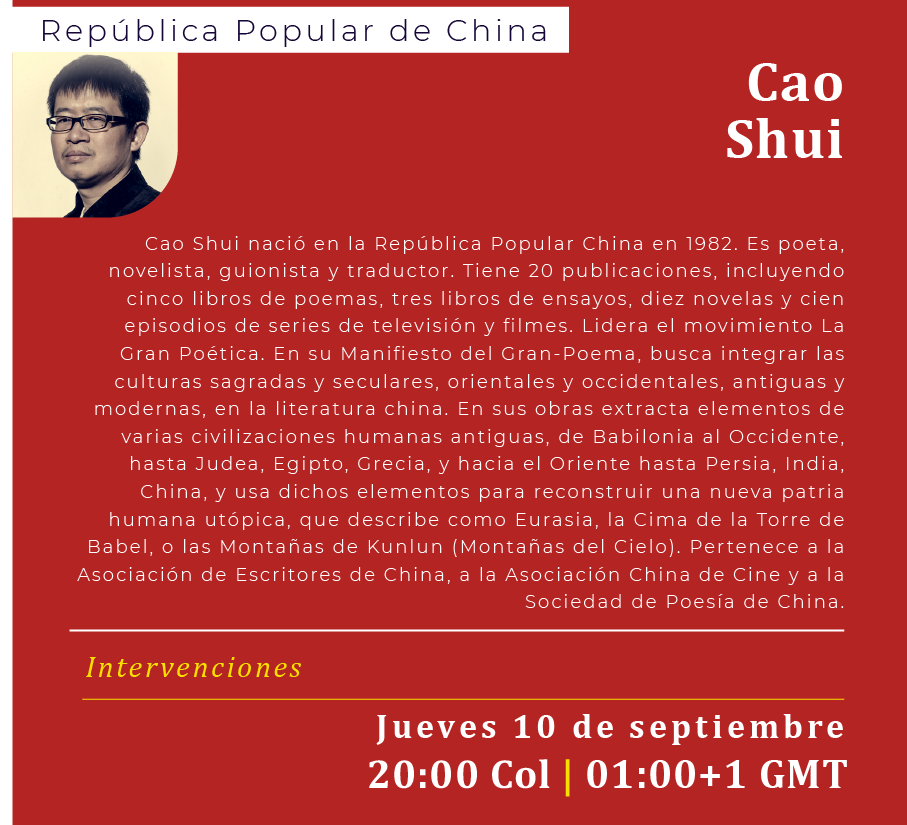 República Popular de China
Cao
Shui
Cao Shui nació en la República Popular China en 1982. Es poeta,
novelista, guionista y traductor. Tiene 20 publicaciones, incluyendo
cinco libros de poemas, tres libros de ensayos, diez novelas y cien
episodios de series de televisión y filmes. Lidera el movimiento La
Gran Poética. En su Manifiesto del Gran-Poema, busca integrar las
culturas sagradas y seculares, orientales y occidentales, antiguas y
modernas, en la literatura china. En sus obras extracta elementos de
varias civilizaciones humanas antiguas, de Babilonia al Occidente,
hasta Judea, Egipto, Grecia, y hacia el Oriente hasta Persia, India,
China, y usa dichos elementos para reconstruir una nueva patria
humana utópica, que describe como Eurasia, la Cima de la Torre de
Babel, o las Montañas de Kunlun (Montañas del Cielo). Pertenece a la
Asociación de Escritores de China, a la Asociación China de Cine y a la
Sociedad de Poesía de China.
Intervenciones
Jueves 10 de septiembre
20:00 Col | 01:00+1 GMT